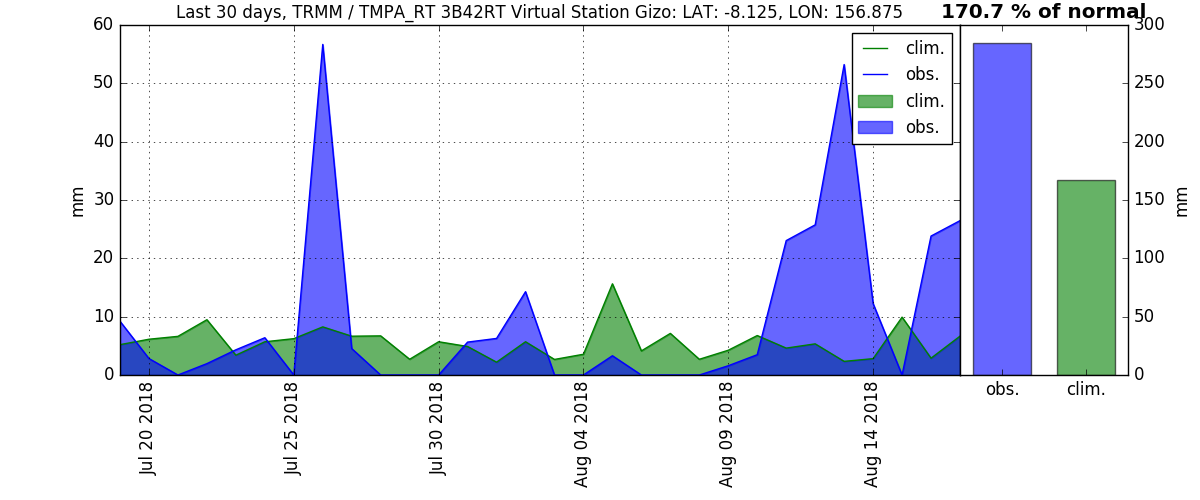 Last 30 days, TRMM / TMPA_RT 3B42RT Virtual Station Gizo: LAT: -8.125, LON: 156.875
170.7 % of normal
60
50
40
30
20
10
0
mm
clim.
obs.
clim.
obs.
Jul 20 2018
Jul 25 2018
Jul 30 2018
Aug 04 2018
Aug 09 2018
Aug 14 2018
300
250
200
150
100
50
0
mm
obs.
clim.